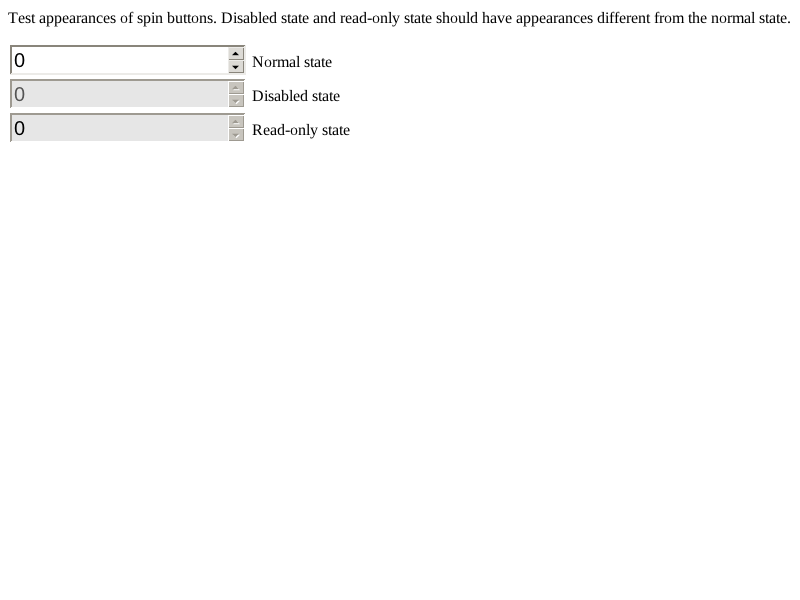 Test appearances of spin buttons. Disabled state and read-only state should have appearances different from the normal state.
0 Normal state
0 Disabled state
0 Read-only state